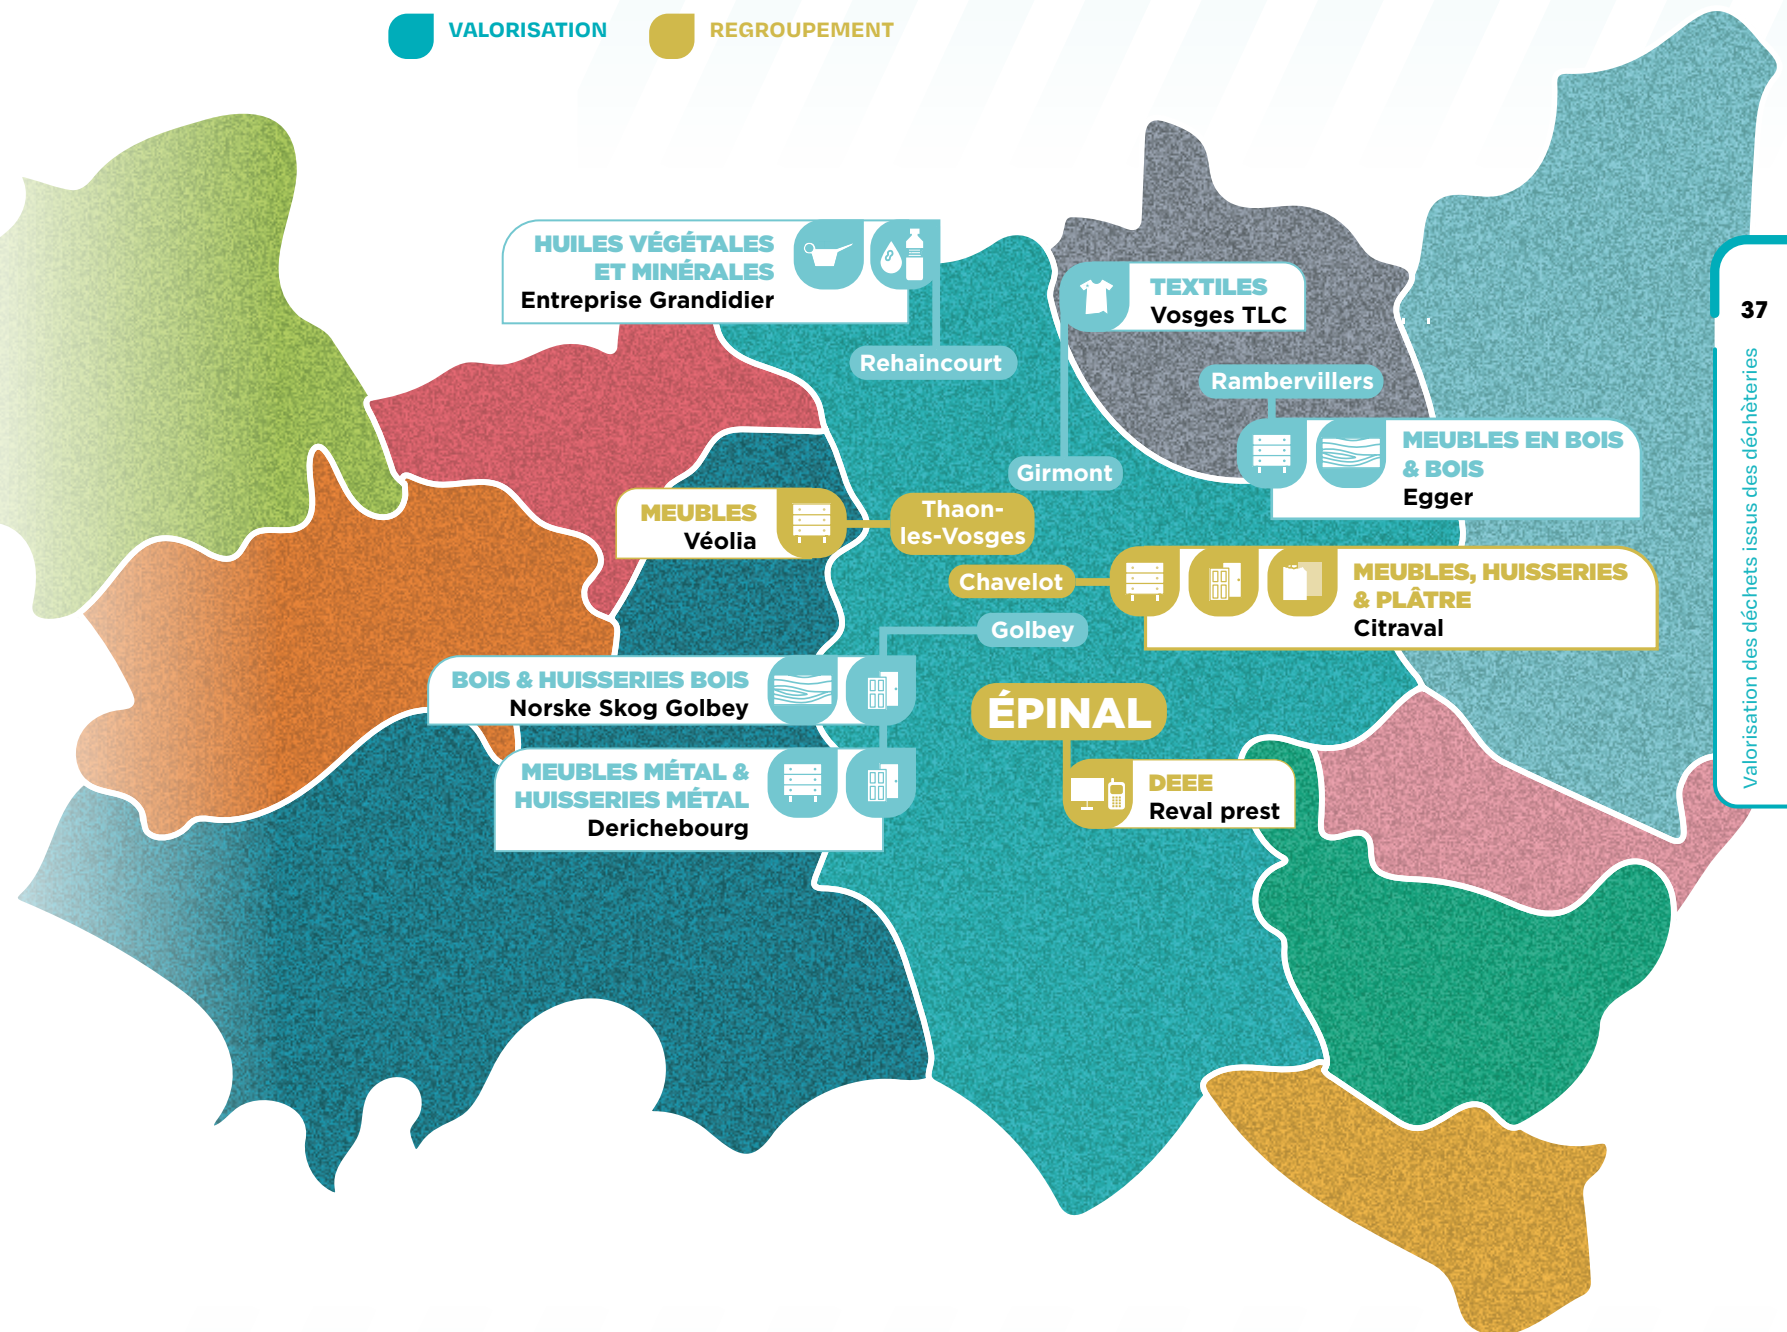 VALORISATION
REGROUPEMENT
HUILES VÉGÉTALES
ET MINÉRALES
Entreprise Grandidier
Rehaincourt
TEXTILES
Vosges TLC
Girmont
Rambervillers
MEUBLES EN BOIS
& BOIS
Egger
MEUBLES
Véolia
Thaon-
les-Vosges
Chavelot
MEUBLES, HUISSERIES
& PLÂTRE
Citraval
Golbey
BOIS & HUISSERIES BOIS
Norske Skog Golbey
MEUBLES MÉTAL &
HUISSERIES MÉTAL
Derichebourg
ÉPINAL
DEEE
Reval prest
37
Valorisation des déchets issus des déchèteries